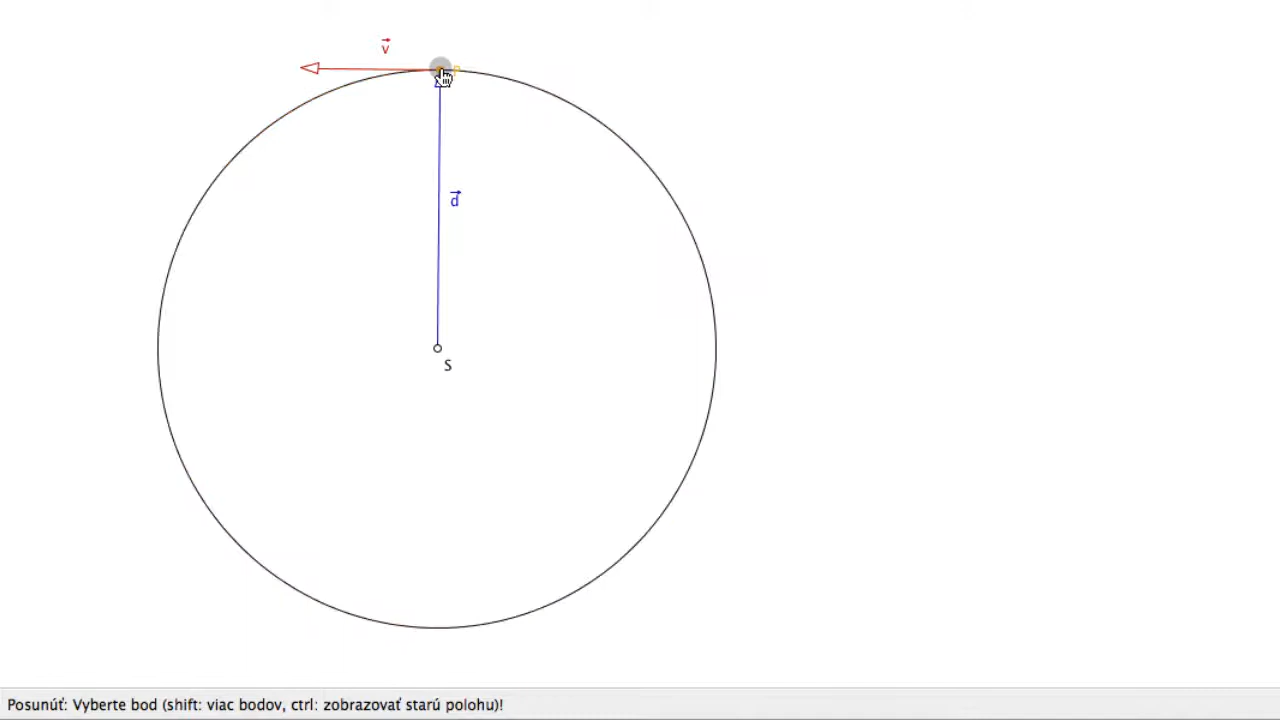 v
P
d
S
Posunúť: Vyberte bod (shift: viac bodov, ctrl: zobrazovať starú polohu)!